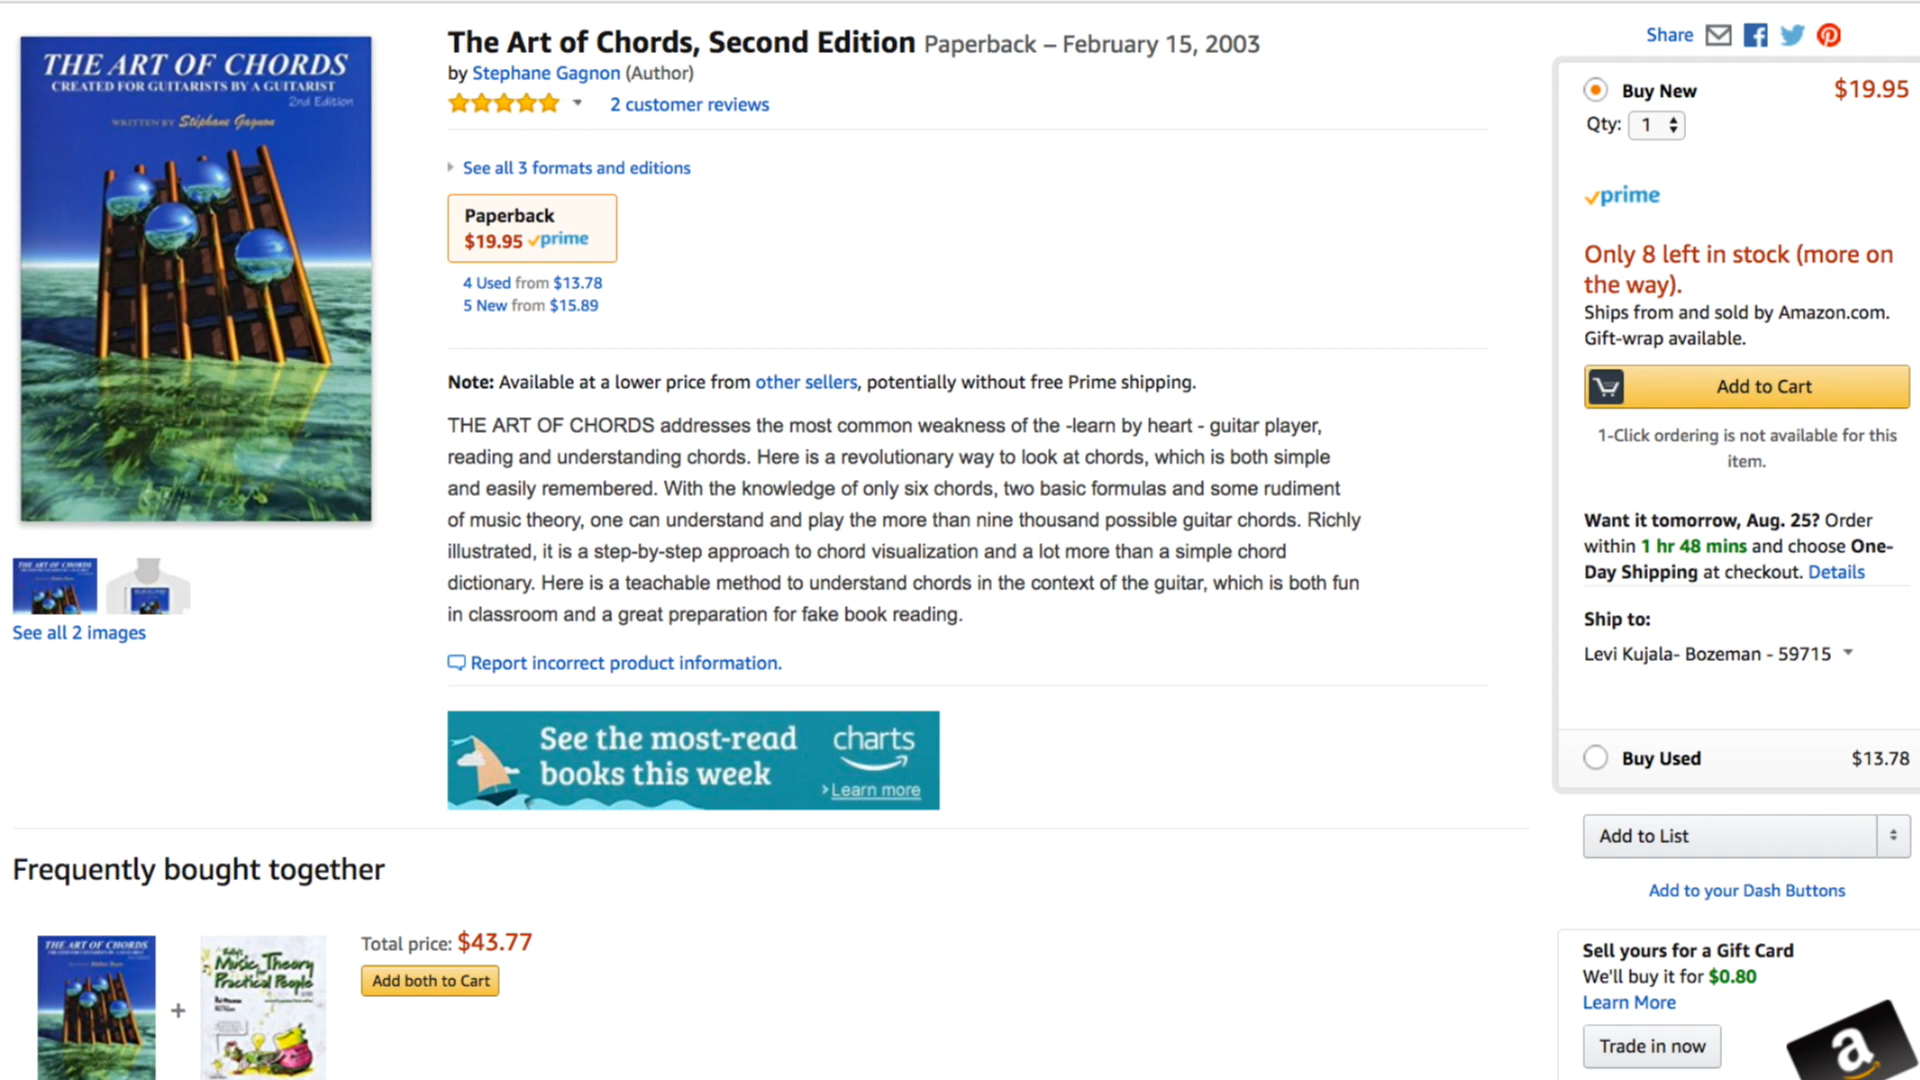 THE ART OF CHORDS
CREATED FOR GUITARISTS BY A GUITARIST
2nd Edition
WRITTEN BY Stéphane Gagnon
The Art of Chords, Second Edition Paperback – February 15, 2003
by Stephane Gagnon (Author)
2 customer reviews
See all 3 formats and editions
Paperback
$19.95 prime
4 Used from $13.78
5 New from $15.89
Note: Available at a lower price from other sellers, potentially without free Prime shipping.
THE ART OF CHORDS addresses the most common weakness of the -learn by heart - guitar player,
reading and understanding chords. Here is a revolutionary way to look at chords, which is both simple
and easily remembered. With the knowledge of only six chords, two basic formulas and some rudiment
of music theory, one can understand and play the more than nine thousand possible guitar chords. Richly
illustrated, it is a step-by-step approach to chord visualization and a lot more than a simple chord
dictionary. Here is a teachable method to understand chords in the context of the guitar, which is both fun
in classroom and a great preparation for fake book reading.
Report incorrect product information.
See all 2 images
See the most-read
books this week
charts
Learn more
Share
Buy New $19.95
Qty: 1
prime
Only 8 left in stock (more on
the way).
Ships from and sold by Amazon.com.
Gift-wrap available.
Add to Cart
1-Click ordering is not available for this
item.
Want it tomorrow, Aug. 25? Order
within 1 hr 48 mins and choose One-
Day Shipping at checkout. Details
Ship to:
Levi Kujala- Bozeman - 59715
Buy Used $13.78
Add to List
Add to your Dash Buttons
Sell yours for a Gift Card
We'll buy it for $0.80
Learn More
Trade in now
Frequently bought together
THE ART OF CHORDS
+
Music Theory
for
Practical People
Total price: $43.77
Add both to Cart